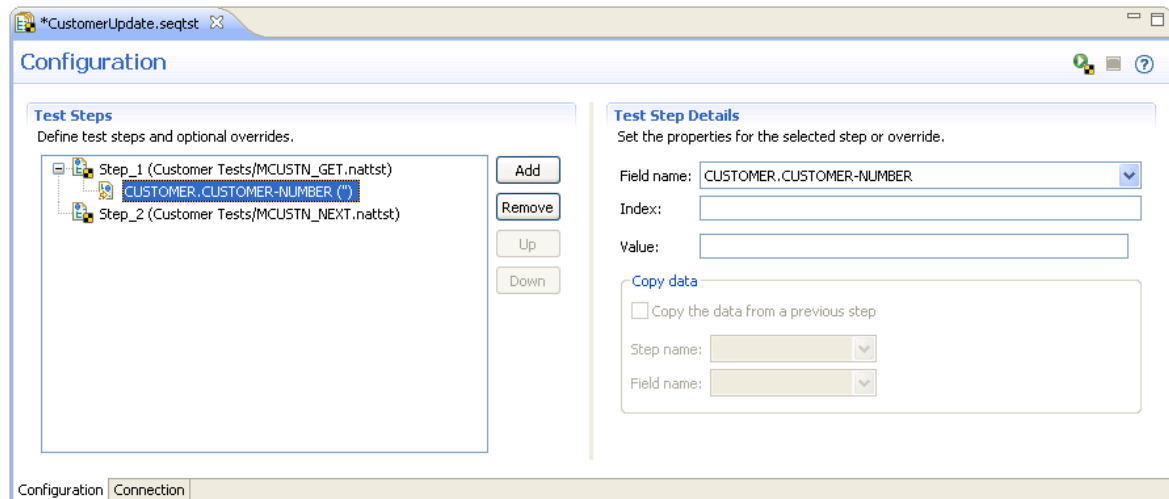 *CustomerUpdate.seqtst
Configuration
Test Steps
Define test steps and optional overrides.
Step_1 (Customer Tests/MCUSTN_GET.nattst)
CUSTOMER.CUSTOMER-NUMBER ('')
Step_2 (Customer Tests/MCUSTN_NEXT.nattst)
Add
Remove
Up
Down
Test Step Details
Set the properties for the selected step or override.
Field name: CUSTOMER.CUSTOMER-NUMBER
Index:
Value:
Copy data
Copy the data from a previous step
Step name:
Field name:
Configuration Connection